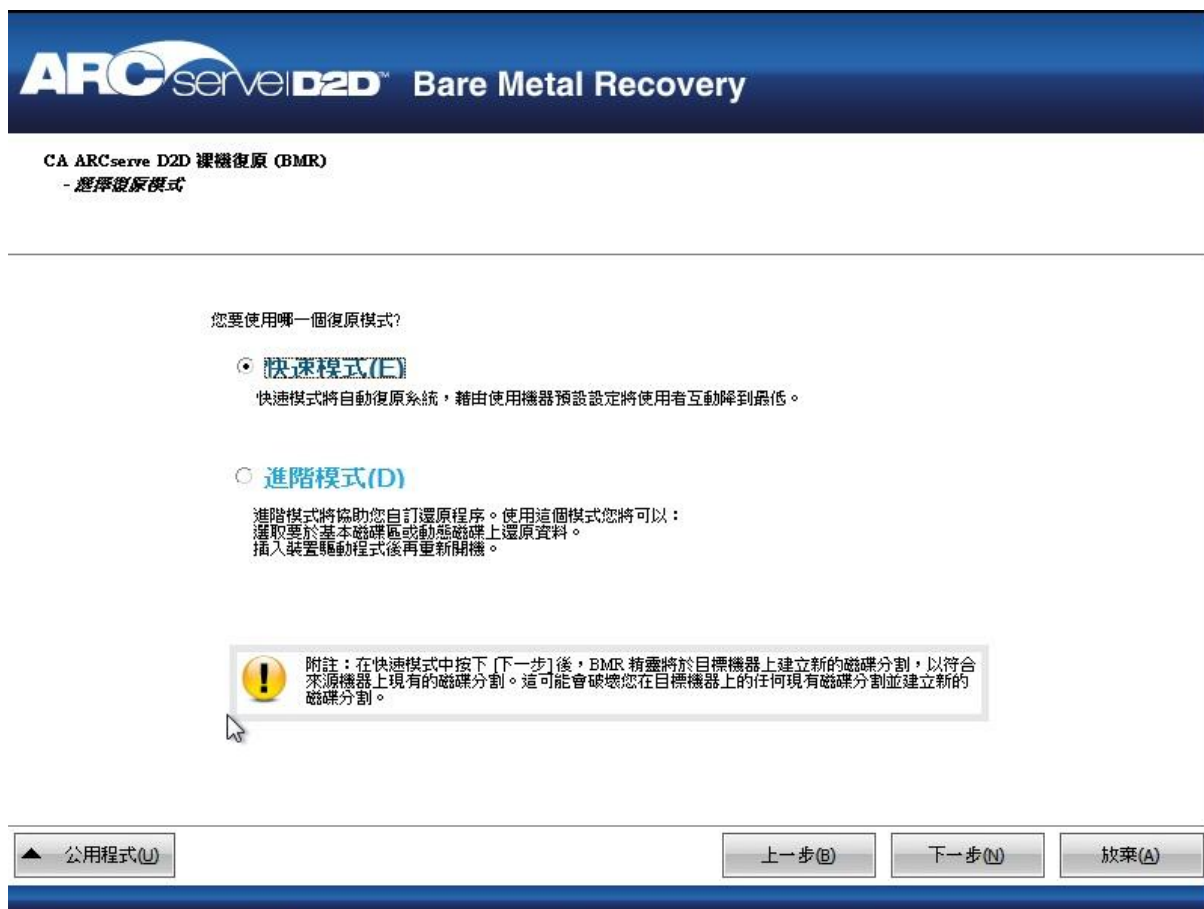 ARCserve D2D™ Bare Metal Recovery
CA ARCserve D2D 裸機復原 (BMR)
- 選擇復原模式
您要使用哪一個復原模式?
快速模式(E)
快速模式將自動復原系統，藉由使用機器預設設定將使用者互動降到最低。
進階模式(D)
進階模式將協助您自訂還原程序。使用這個模式您將可以：
選取要於基本磁碟區或動態磁碟上還原資料。
插入裝置驅動程式後再重新開機。
附註：在快速模式中按下 [下一步] 後，BMR 精靈將於目標機器上建立新的磁碟分割，以符合
來源機器上現有的磁碟分割。這可能會破壞您在目標機器上的任何現有磁碟分割並建立新的
磁碟分割。
公用程式(U)
上一步(B)
下一步(N)
放棄(A)